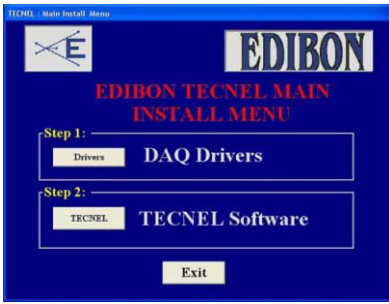 TECNEL : Main Install Menu
E
EDIBON
EDIBON TECNEL MAIN
INSTALL MENU
Step 1:
Drivers
DAQ Drivers
Step 2:
TECNEL
TECNEL Software
Exit